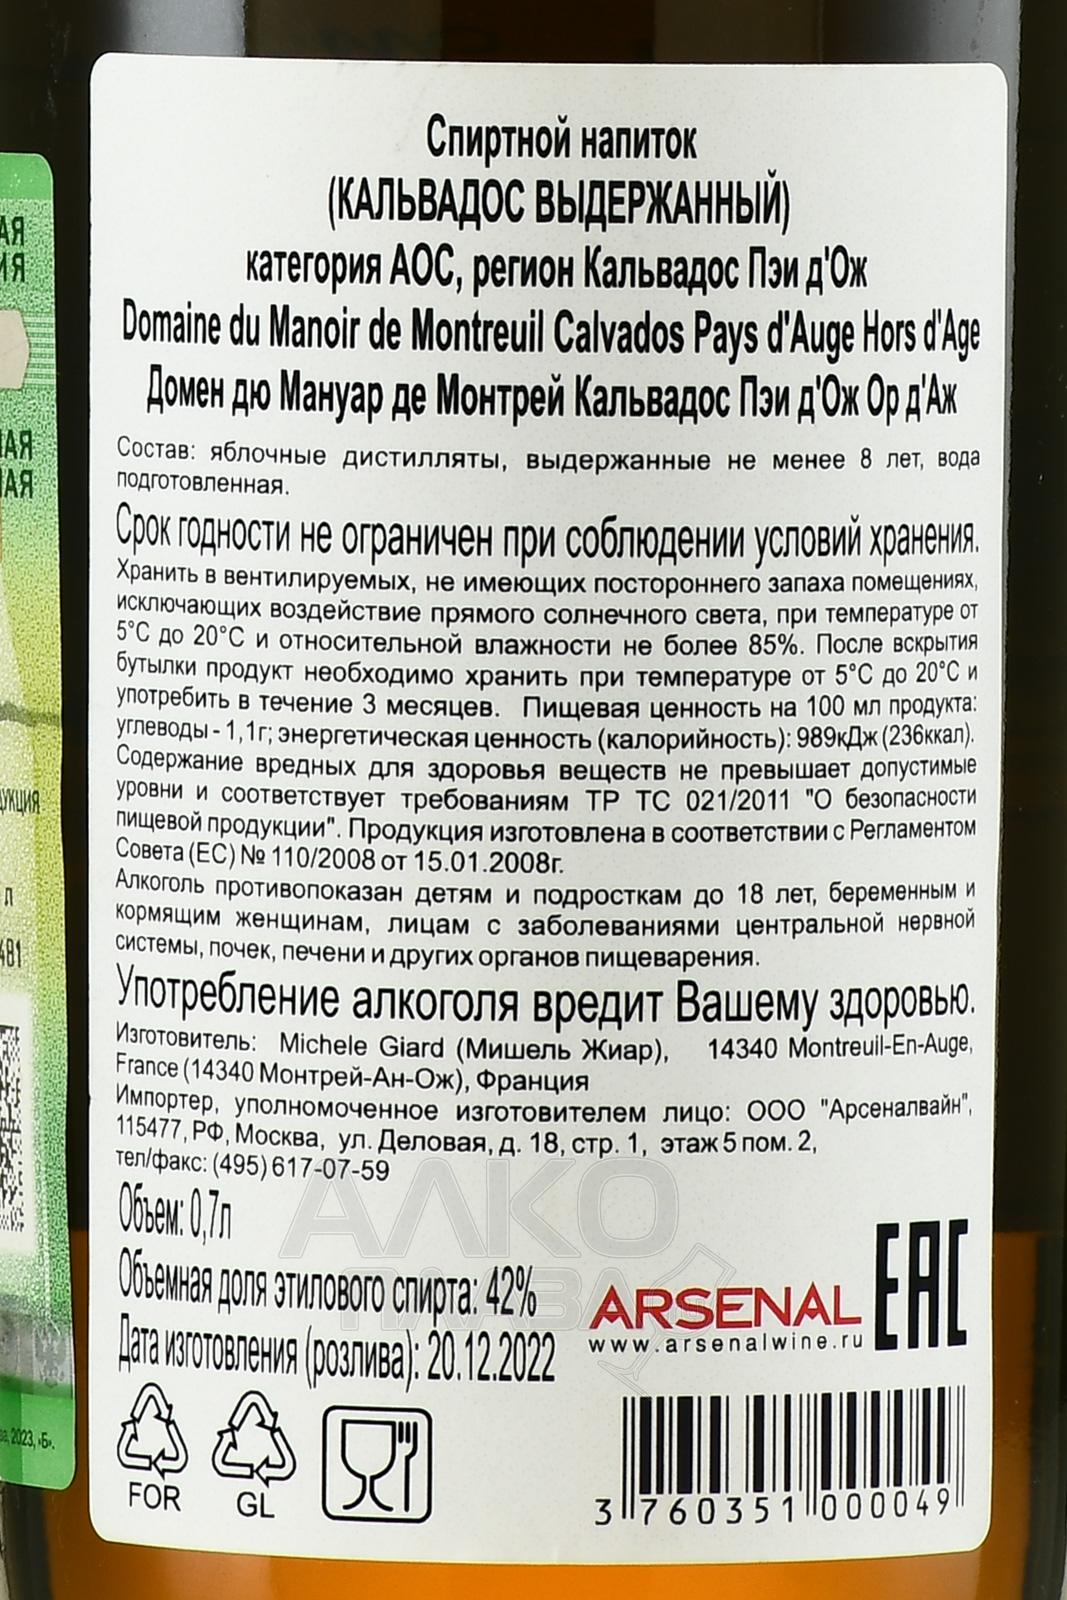 Спиртной напиток
(КАЛЬВАДОС ВЫДЕРЖАННЫЙ)
категория АОС, регион Кальвадос Пэи д'Ож
Domaine du Manoir de Montreuil Calvados Pays d'Auge Hors d'Age
Домен дю Мануар де Монтрей Кальвадос Пэи д'Ож Ор д'Аж
Состав: яблочные дистилляты, выдержанные не менее 8 лет, вода
подготовленная.
Срок годности не ограничен при соблюдении условий хранения.
Хранить в вентилируемых, не имеющих постороннего запаха помещениях,
исключающих воздействие прямого солнечного света, при температуре от
5°С до 20°С и относительной влажности не более 85%. После вскрытия
бутылки продукт необходимо хранить при температуре от 5°С до 20°С и
употребить в течение 3 месяцев. Пищевая ценность на 100 мл продукта:
углеводы - 1,1г; энергетическая ценность (калорийность): 989кДж (236ккал).
Содержание вредных для здоровья веществ не превышает допустимые
уровни и соответствует требованиям ТР ТС 021/2011 "О безопасности
пищевой продукции". Продукция изготовлена в соответствии с Регламентом
Совета (ЕС) № 110/2008 от 15.01.2008г.
Алкоголь противопоказан детям и подросткам до 18 лет, беременным и
кормящим женщинам, лицам с заболеваниями центральной нервной
системы, почек, печени и других органов пищеварения.
Употребление алкоголя вредит Вашему здоровью.
Изготовитель: Michele Giard (Мишель Жиар), 14340 Montreuil-En-Auge,
France (14340 Монтрей-Ан-Ож), Франция
Импортер, уполномоченное изготовителем лицо: ООО "Арсеналвайн",
115477, РФ, Москва, ул. Деловая, д. 18, стр. 1, этаж 5 пом. 2,
тел/факс: (495) 617-07-59
АЛКО
ПЛАЗА
Объем: 0,7л
Объемная доля этилового спирта: 42%
Дата изготовления (розлива): 20.12.2022
ARSENAL
www.arsenalwine.ru
EAC
FOR
GL
3 760351 000049
481
2023, «Б».